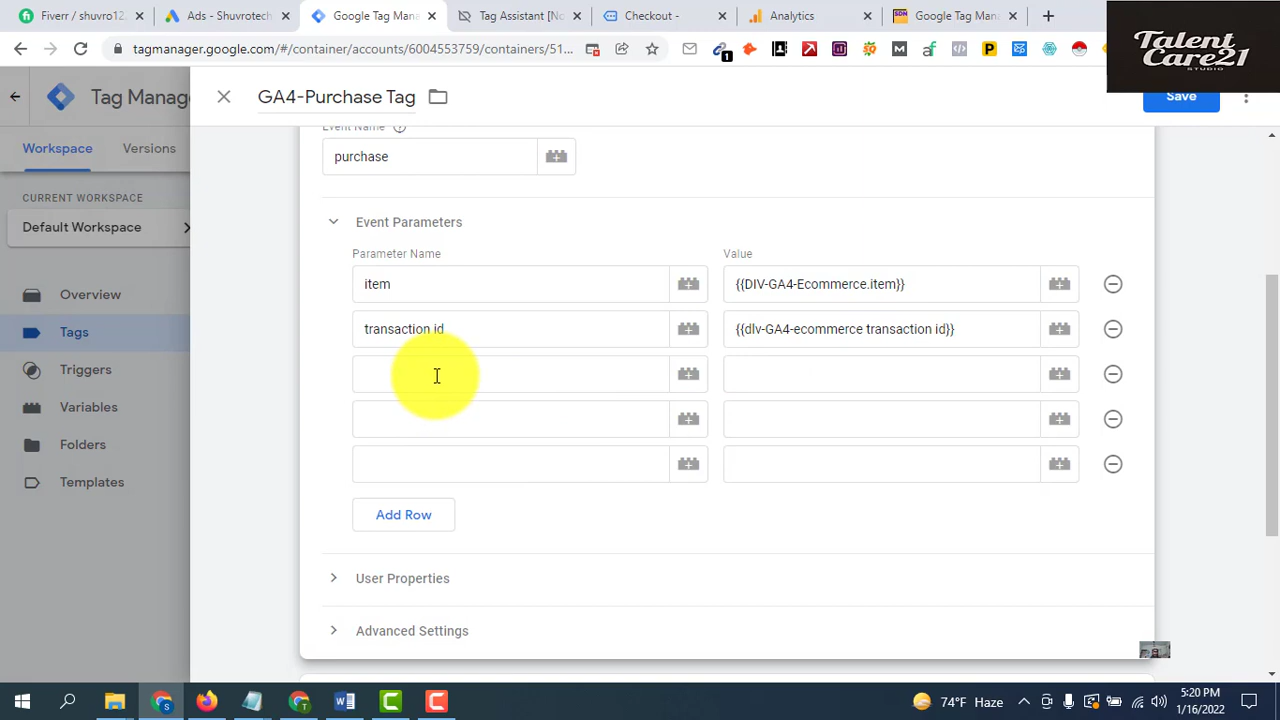 Fiverr / shuvro12
Ads - Shuvrotech
Google Tag Mana
Tag Assistant [No
Checkout -
Analytics
Google Tag Mana
tagmanager.google.com/#/container/accounts/6004553759/containers/51...
1
Talent
Care21
STUDIO
Tag Mana
GA4-Purchase Tag
Save
Workspace
Versions
Event Name
purchase
CURRENT WORKSPACE
Default Workspace
Event Parameters
Parameter Name
Value
item
{{DIV-GA4-Ecommerce.item}}
Overview
transaction id
{{dlv-GA4-ecommerce transaction id}}
Tags
Triggers
Variables
Folders
Templates
Add Row
User Properties
Advanced Settings
74°F Haze
5:20 PM
1/16/2022